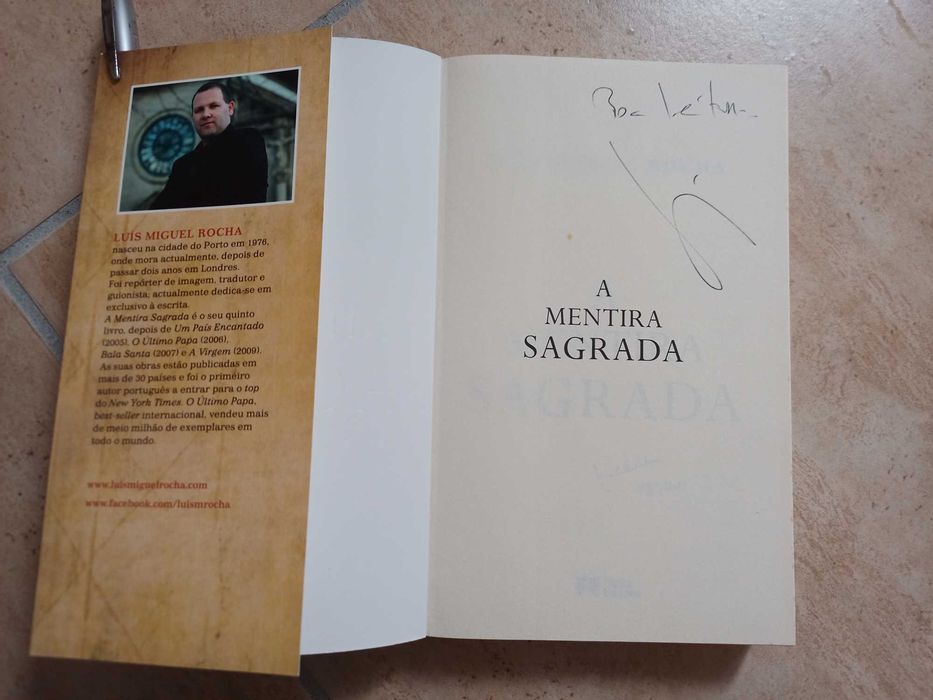 LUÍS MIGUEL ROCHA
nasceu na cidade do Porto em 1976,
onde mora actualmente, depois de
passar dois anos em Londres.
Foi repórter de imagem, tradutor e
guionista; actualmente dedica-se em
exclusivo à escrita.
A Mentira Sagrada é o seu quinto
livro, depois de Um País Encantado
(2005), O Último Papa (2006),
Bala Santa (2007) e A Virgem (2009).
As suas obras estão publicadas em
mais de 30 países e foi o primeiro
autor português a entrar para o top
do New York Times. O Último Papa,
best-seller internacional, vendeu mais
de meio milhão de exemplares em
todo o mundo.
www.luismiguelrocha.com
www.facebook.com/luismrocha
Boa leitura
A
MENTIRA
SAGRADA